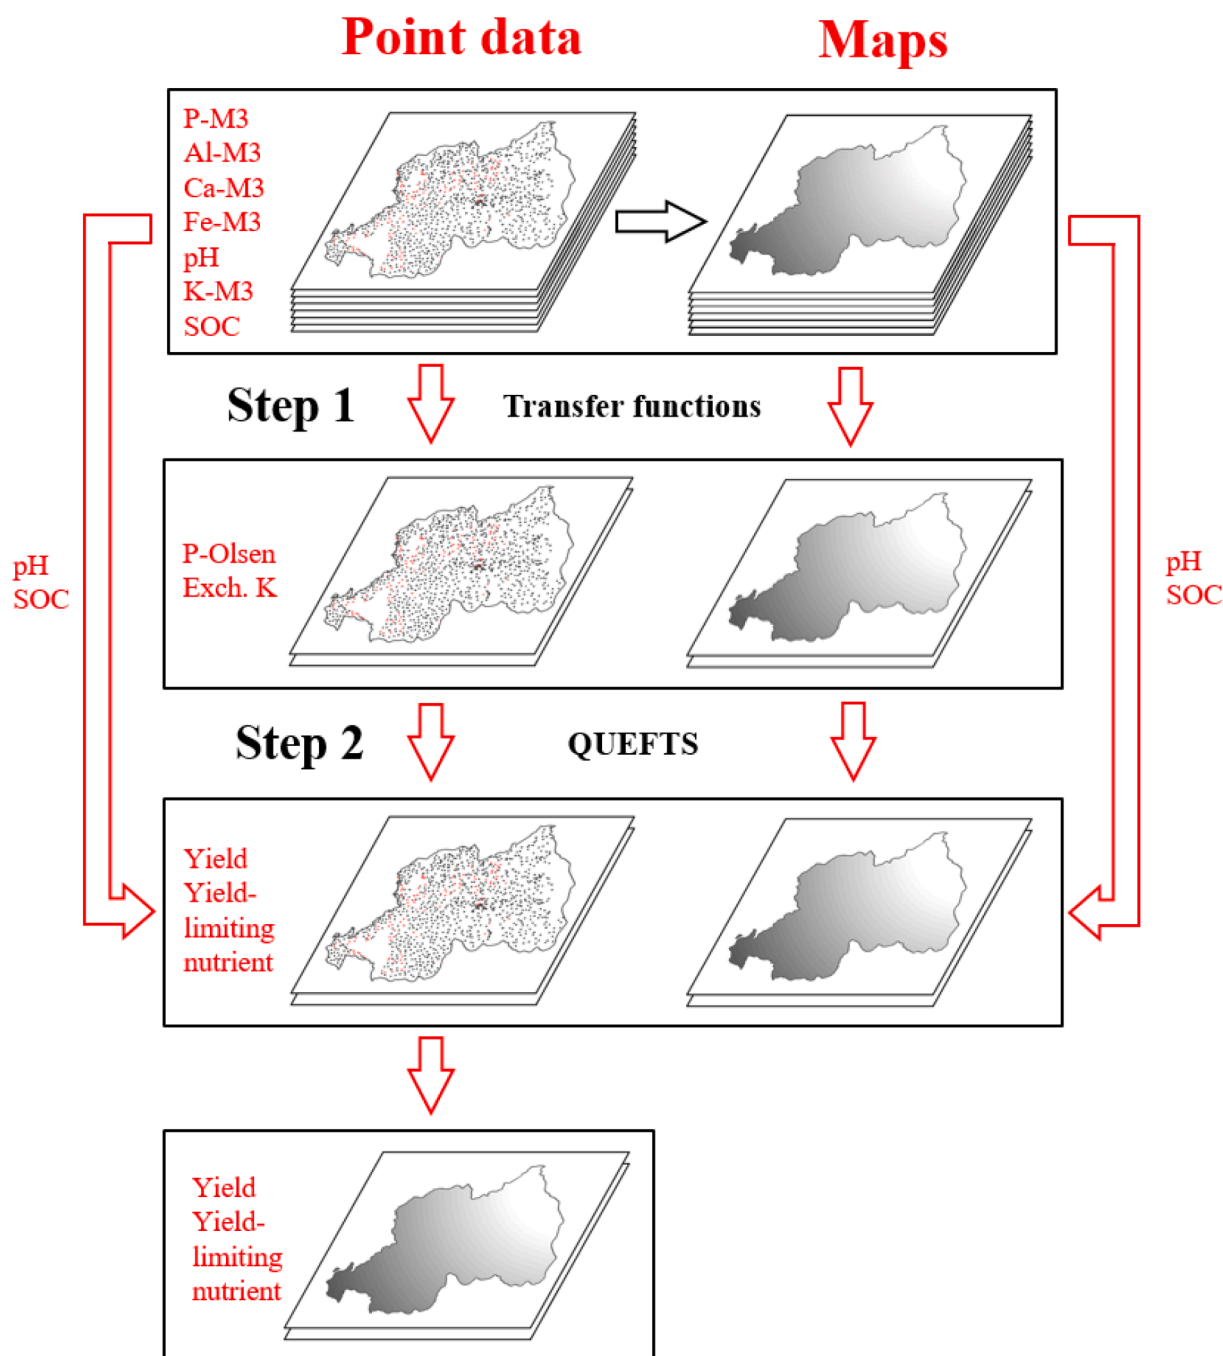 Point data
Maps
P-M3
Al-M3
Ca-M3
Fe-M3
pH
K-M3
SOC
Step 1
Transfer functions
pH
SOC
P-Olsen
Exch. K
pH
SOC
Step 2
QUEFTS
Yield
Yield-
limiting
nutrient
Yield
Yield-
limiting
nutrient